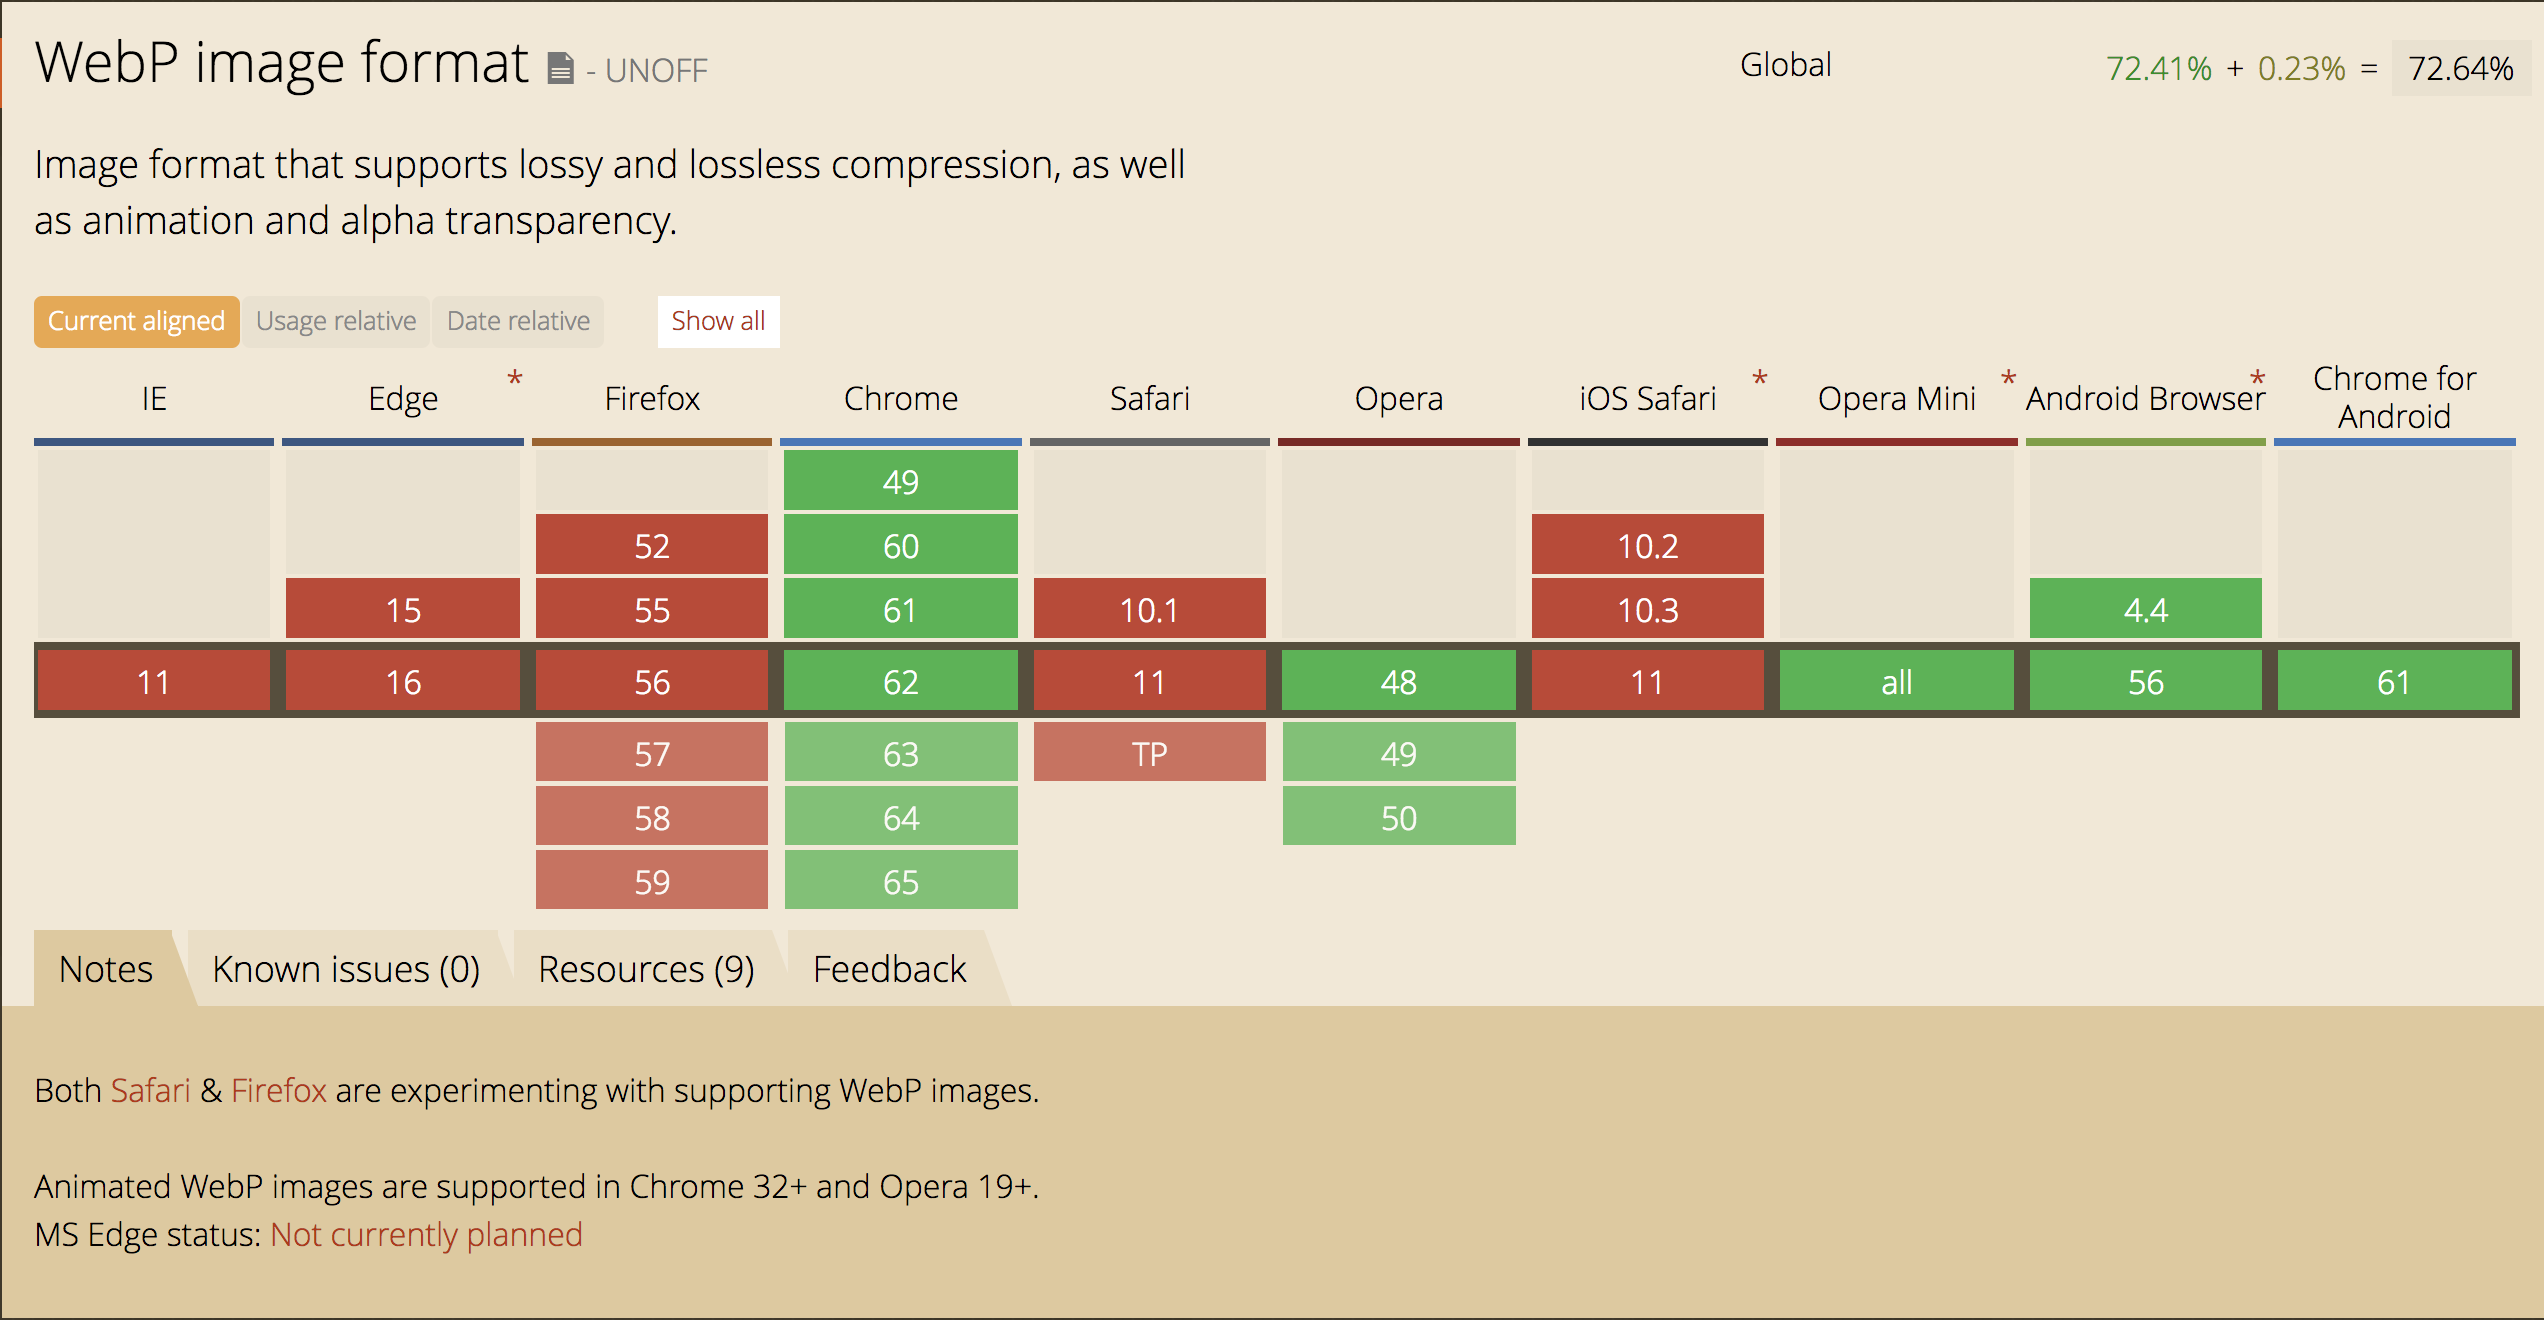 WebP image format - UNOFF
Global
72.41% + 0.23% = 72.64%
Image format that supports lossy and lossless compression, as well
as animation and alpha transparency.
Current aligned Usage relative Date relative Show all
IE Edge * Firefox Chrome Safari Opera iOS Safari * Opera Mini * Android Browser * Chrome for
Android
49
52 60 10.2
15 55 61 10.1 10.3 4.4
11 16 56 62 11 48 11 all 56 61
57 63 TP 49
58 64 50
59 65
Notes Known issues (0) Resources (9) Feedback
Both Safari & Firefox are experimenting with supporting WebP images.
Animated WebP images are supported in Chrome 32+ and Opera 19+.
MS Edge status: Not currently planned